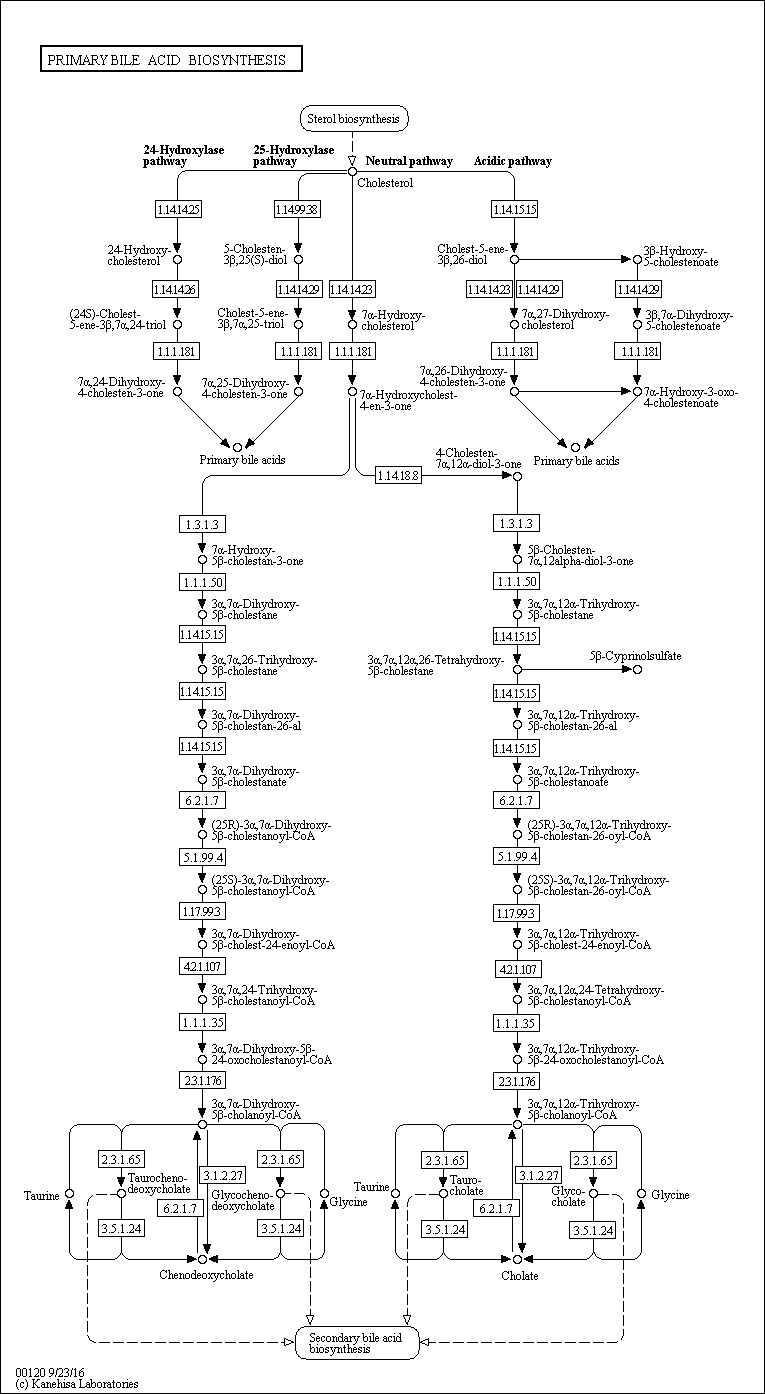 PRIMARY BILE ACID BIOSYNTHESIS
Sterol biosynthesis
24-Hydroxylase
pathway
25-Hydroxylase
pathway
Neutral pathway
Acidic pathway
Cholesterol
1.14.14.25
1.14.99.38
1.14.15.15
24-Hydroxy-
cholesterol
5-Cholesten-
3β,25(S)-diol
Cholest-5-ene-
3β,26-diol
3β-Hydroxy-
5-cholestenoate
1.14.14.26
1.14.14.29
1.14.14.23
1.14.14.23
1.14.14.29
1.14.14.29
(24S)-Cholest-
5-ene-3β,7α,24-triol
Cholest-5-ene-
3β,7α,25-triol
7α-Hydroxy-
cholesterol
7α,27-Dihydroxy-
cholesterol
3β,7α-Dihydroxy-
5-cholestenoate
1.1.1.181
1.1.1.181
1.1.1.181
1.1.1.181
1.1.1.181
7α,24-Dihydroxy-
4-cholesten-3-one
7α,25-Dihydroxy-
4-cholesten-3-one
7α-Hydroxycholest-
4-en-3-one
7α,26-Dihydroxy-
4-cholesten-3-one
7α-Hydroxy-3-oxo-
4-cholestenoate
Primary bile acids
Primary bile acids
1.14.18.8
4-Cholesten-
7α,12α-diol-3-one
1.3.1.3
1.3.1.3
7α-Hydroxy-
5β-cholestan-3-one
5β-Cholesten-
7α,12alpha-diol-3-one
1.1.1.50
1.1.1.50
3α,7α-Dihydroxy-
5β-cholestane
3α,7α,12α-Trihydroxy-
5β-cholestane
1.14.15.15
1.14.15.15
3α,7α,26-Trihydroxy-
5β-cholestane
3α,7α,12α,26-Tetrahydroxy-
5β-cholestane
5β-Cyprinolsulfate
1.14.15.15
1.14.15.15
3α,7α-Dihydroxy-
5β-cholestan-26-al
3α,7α,12α-Trihydroxy-
5β-cholestan-26-al
1.14.15.15
1.14.15.15
3α,7α-Dihydroxy-
5β-cholestanate
3α,7α,12α-Trihydroxy-
5β-cholestanoate
6.2.1.7
6.2.1.7
(25R)-3α,7α-Dihydroxy-
5β-cholestanoyl-CoA
(25R)-3α,7α,12α-Trihydroxy-
5β-cholestan-26-oyl-CoA
5.1.99.4
5.1.99.4
(25S)-3α,7α-Dihydroxy-
5β-cholestanoyl-CoA
(25S)-3α,7α,12α-Trihydroxy-
5β-cholestan-26-oyl-CoA
1.17.99.3
1.17.99.3
3α,7α-Dihydroxy-
5β-cholest-24-enoyl-CoA
3α,7α,12α-Trihydroxy-
5β-cholest-24-enoyl-CoA
4.2.1.107
4.2.1.107
3α,7α,24-Trihydroxy-
5β-cholestanoyl-CoA
3α,7α,12α,24-Tetrahydroxy-
5β-cholestanoyl-CoA
1.1.1.35
1.1.1.35
3α,7α-Dihydroxy-5β-
24-oxocholestanoyl-CoA
3α,7α,12α-Trihydroxy-
5β-24-oxocholestanoyl-CoA
2.3.1.176
2.3.1.176
3α,7α-Dihydroxy-
5β-cholanoyl-CoA
3α,7α,12α-Trihydroxy-
5β-cholanoyl-CoA
2.3.1.65
3.1.2.27
2.3.1.65
2.3.1.65
3.1.2.27
2.3.1.65
Taurine
Taurocheno-
deoxycholate
Glycocheno-
deoxycholate
Glycine
Taurine
Tauro-
cholate
Glyco-
cholate
Glycine
3.5.1.24
6.2.1.7
3.5.1.24
3.5.1.24
6.2.1.7
3.5.1.24
Chenodeoxycholate
Cholate
Secondary bile acid
biosynthesis
00120 9/23/16
(c) Kanehisa Laboratories